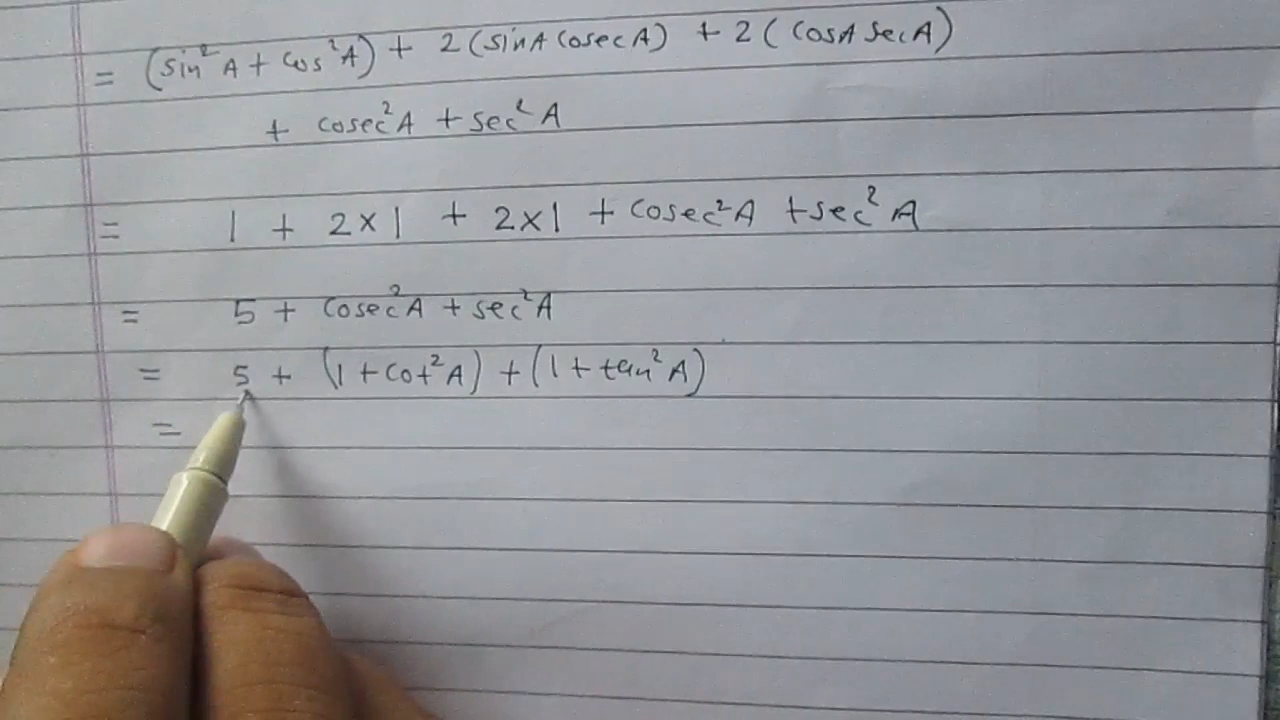 = (sin²A + cos²A) + 2(sinA cosecA) + 2(cosA secA)
+ cosec²A + sec²A
= 1 + 2×1 + 2×1 + cosec²A + sec²A
= 5 + cosec²A + sec²A
= 5 + (1 + cot²A) + (1 + tan²A)
=